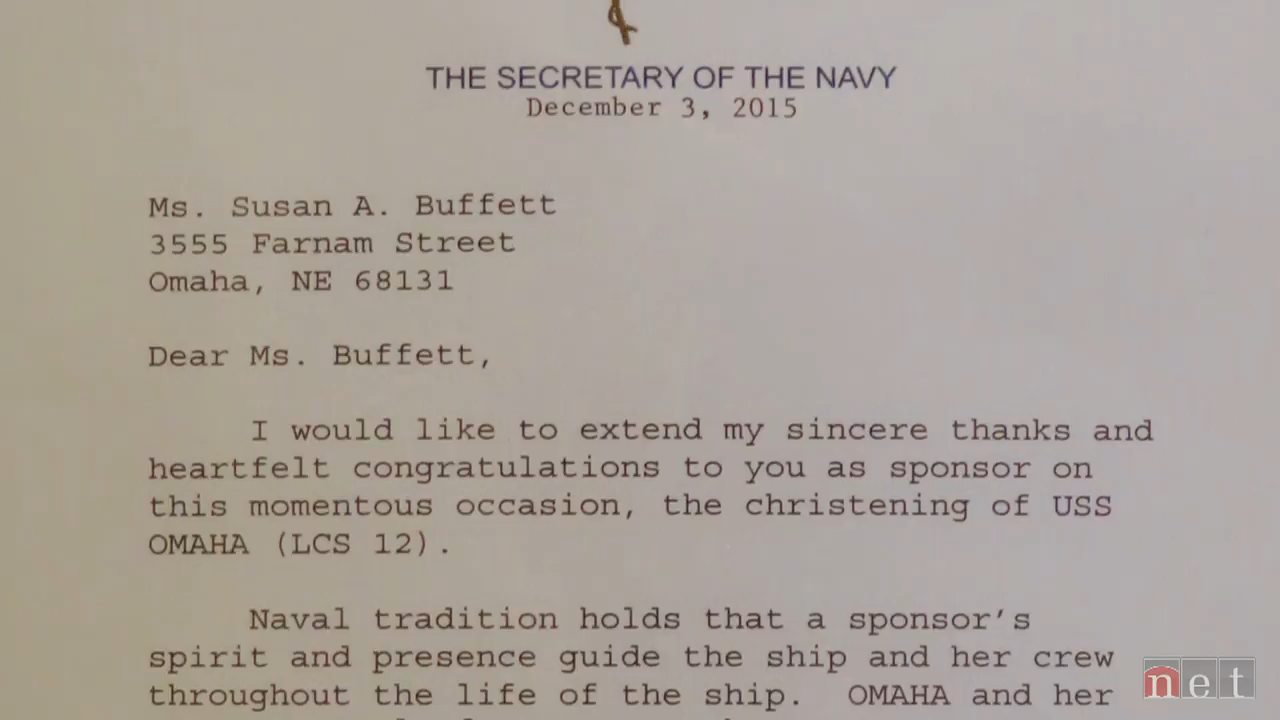 THE SECRETARY OF THE NAVY
December 3, 2015
Ms. Susan A. Buffett
3555 Farnam Street
Omaha, NE 68131
Dear Ms. Buffett,
I would like to extend my sincere thanks and
heartfelt congratulations to you as sponsor on
this momentous occasion, the christening of USS
OMAHA (LCS 12).
Naval tradition holds that a sponsor's
spirit and presence guide the ship and her crew
throughout the life of the ship. OMAHA and her
net